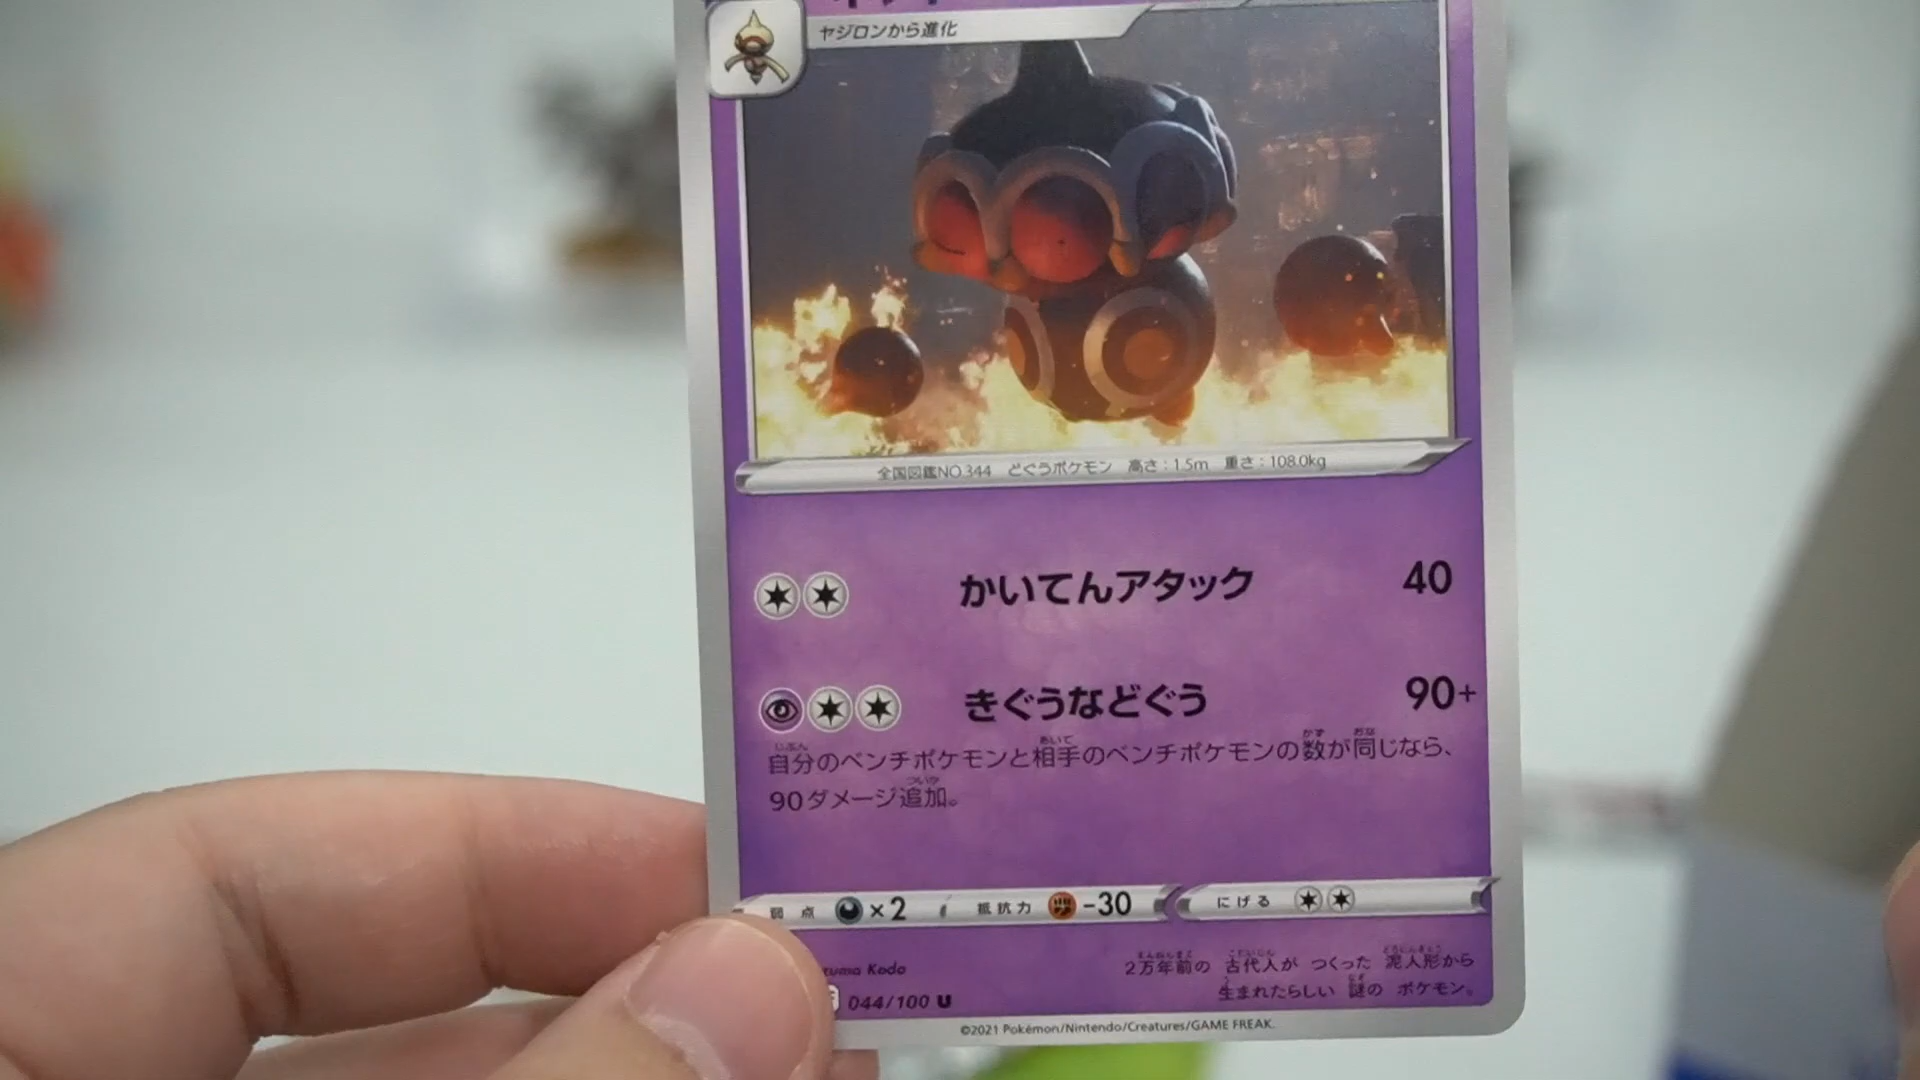 ヤジロンから進化
全国図鑑NO.344 どぐうポケモン 高さ：1.5m 重さ：108.0kg
かいてんアタック 40
きぐうなどぐう 90+
自分のベンチポケモンと相手のベンチポケモンの数が同じなら、
90ダメージ追加。
弱点 ×2 抵抗力 -30 にげる
2万年前の 古代人が つくった 泥人形から
生まれたらしい 謎の ポケモン。
Koda
044/100 U
©2021 Pokémon/Nintendo/Creatures/GAME FREAK.